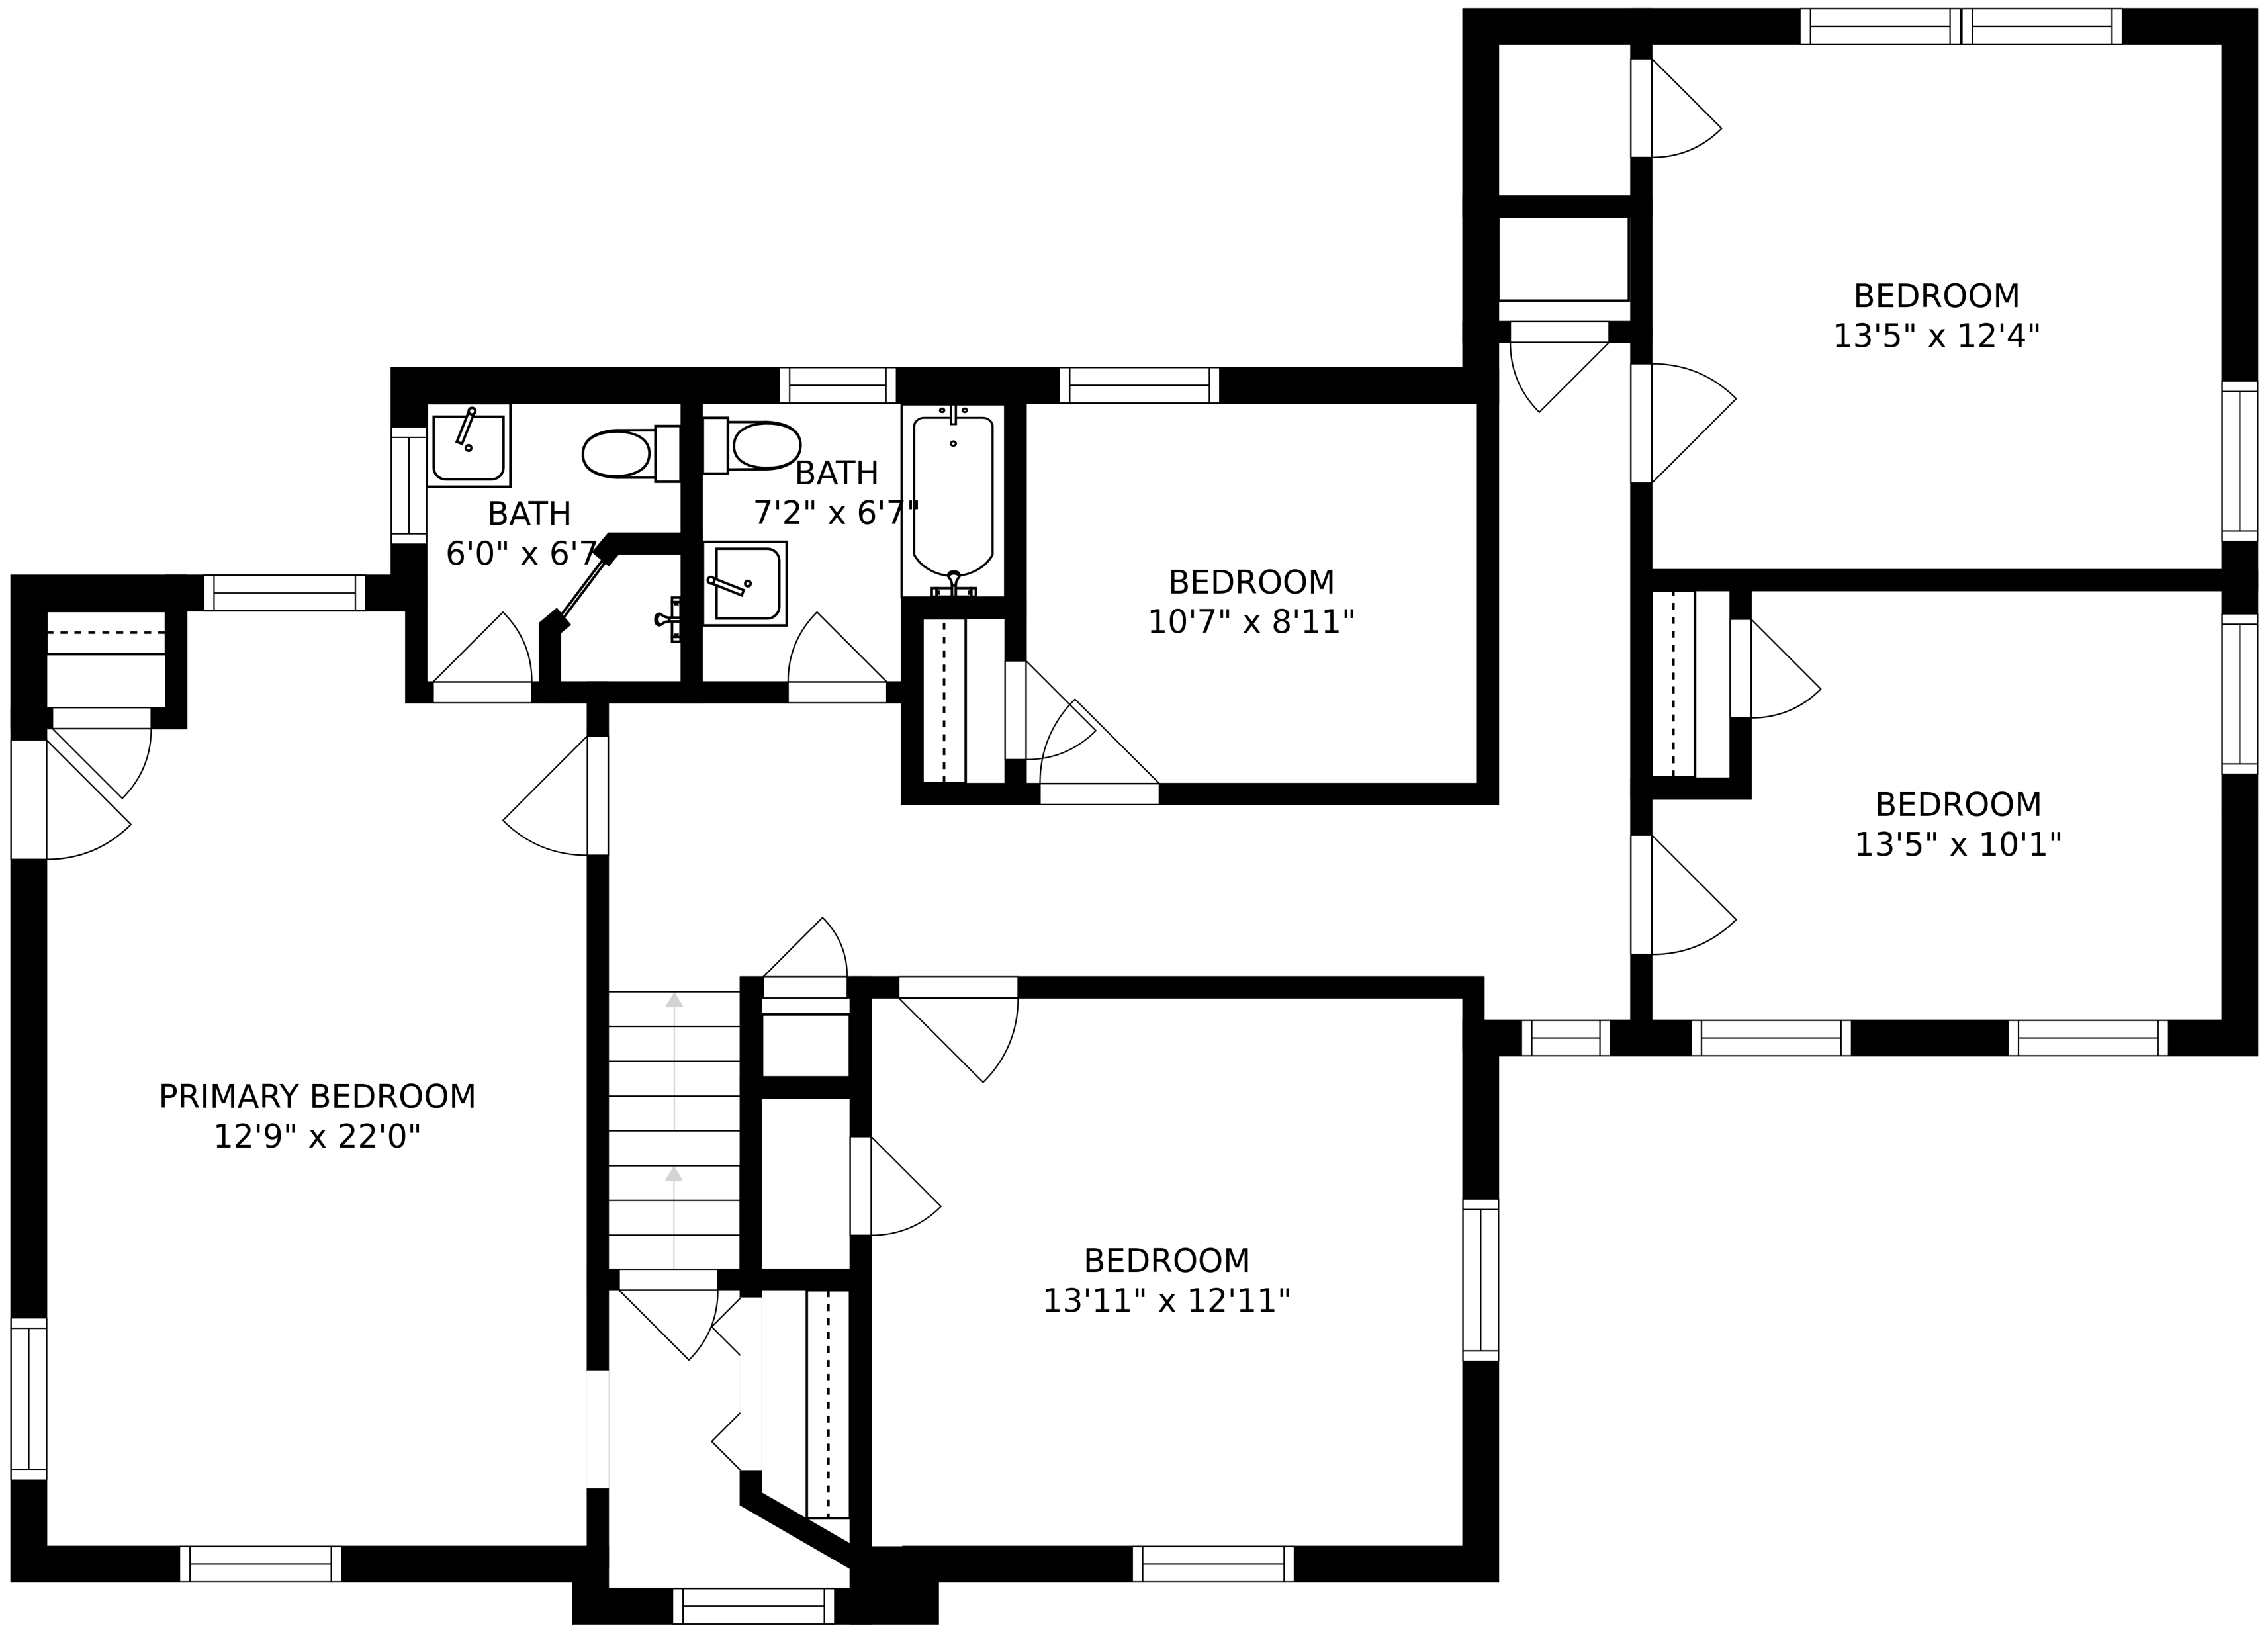 BEDROOM
13'5" x 12'4"
BATH
7'2" x 6'7"
BATH
6'0" x 6'7
BEDROOM
10'7" x 8'11"
BEDROOM
13'5" x 10'1"
PRIMARY BEDROOM
12'9" x 22'0"
BEDROOM
13'11" x 12'11"